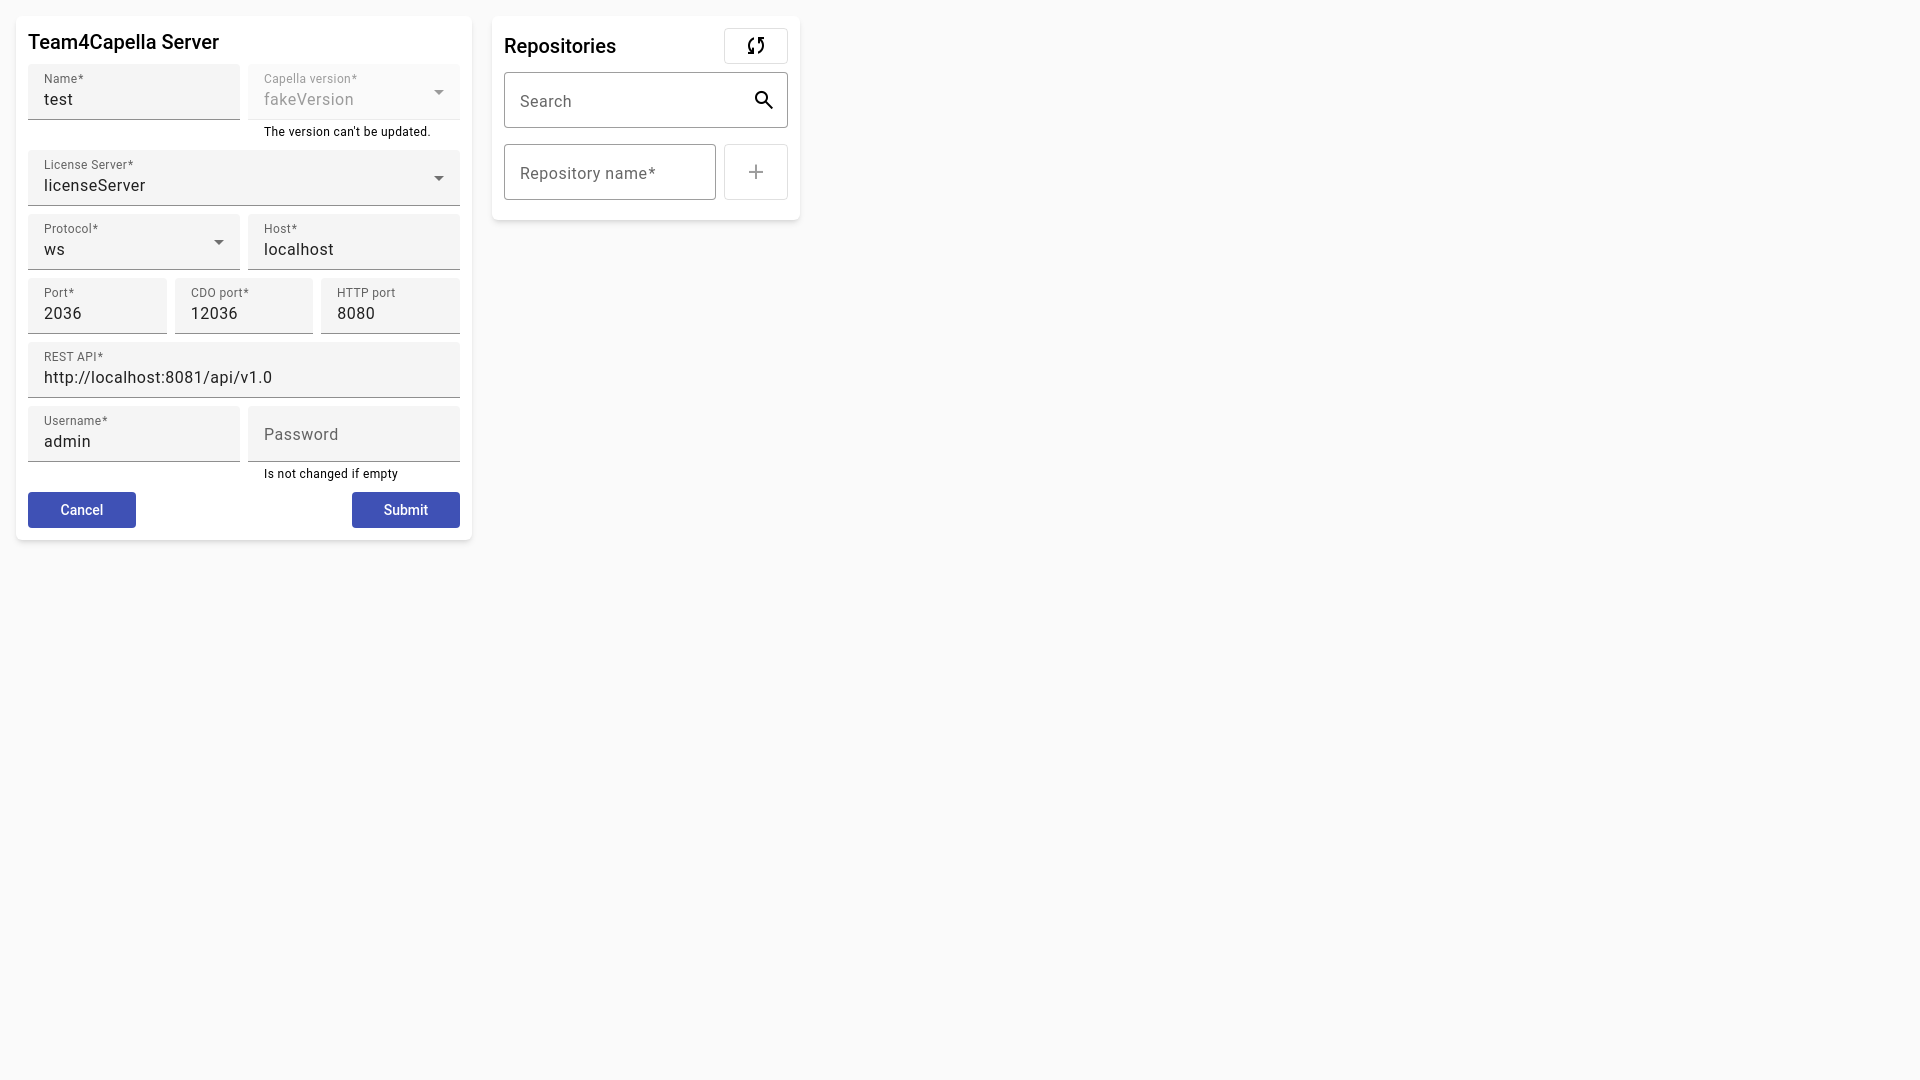 Team4Capella Server
Name*
test
Capella version*
fakeVersion
The version can't be updated.
License Server*
licenseServer
Protocol*
ws
Host*
localhost
Port*
2036
CDO port*
12036
HTTP port
8080
REST API*
http://localhost:8081/api/v1.0
Username*
admin
Password
Is not changed if empty
Cancel
Submit
Repositories
Search
Repository name*